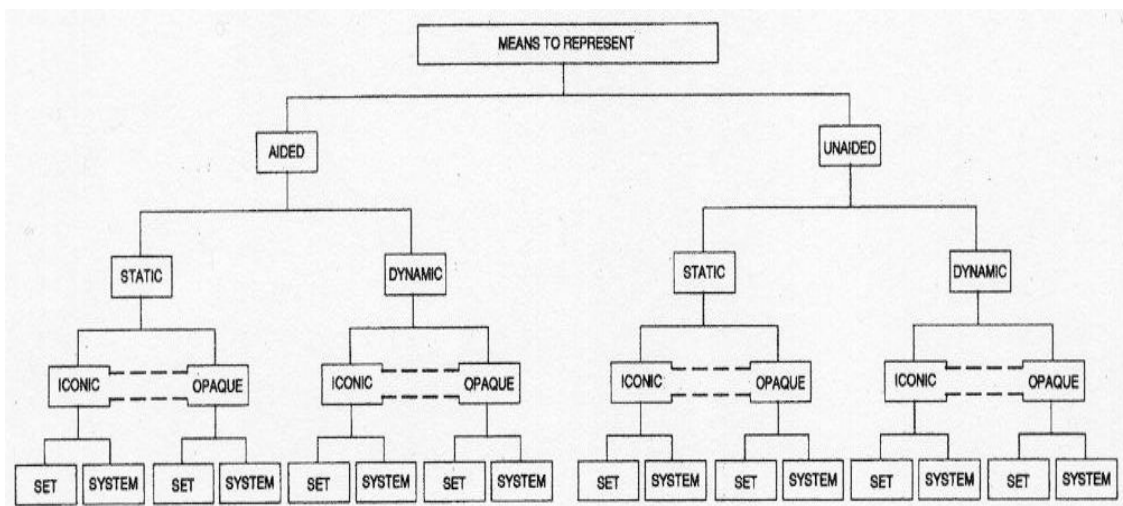 MEANS TO REPRESENT
AIDED UNAIDED
STATIC DYNAMIC STATIC DYNAMIC
ICONIC OPAQUE ICONIC OPAQUE ICONIC OPAQUE ICONIC OPAQUE
SET SYSTEM SET SYSTEM SET SYSTEM SET SYSTEM SET SYSTEM SET SYSTEM SET SYSTEM SET SYSTEM